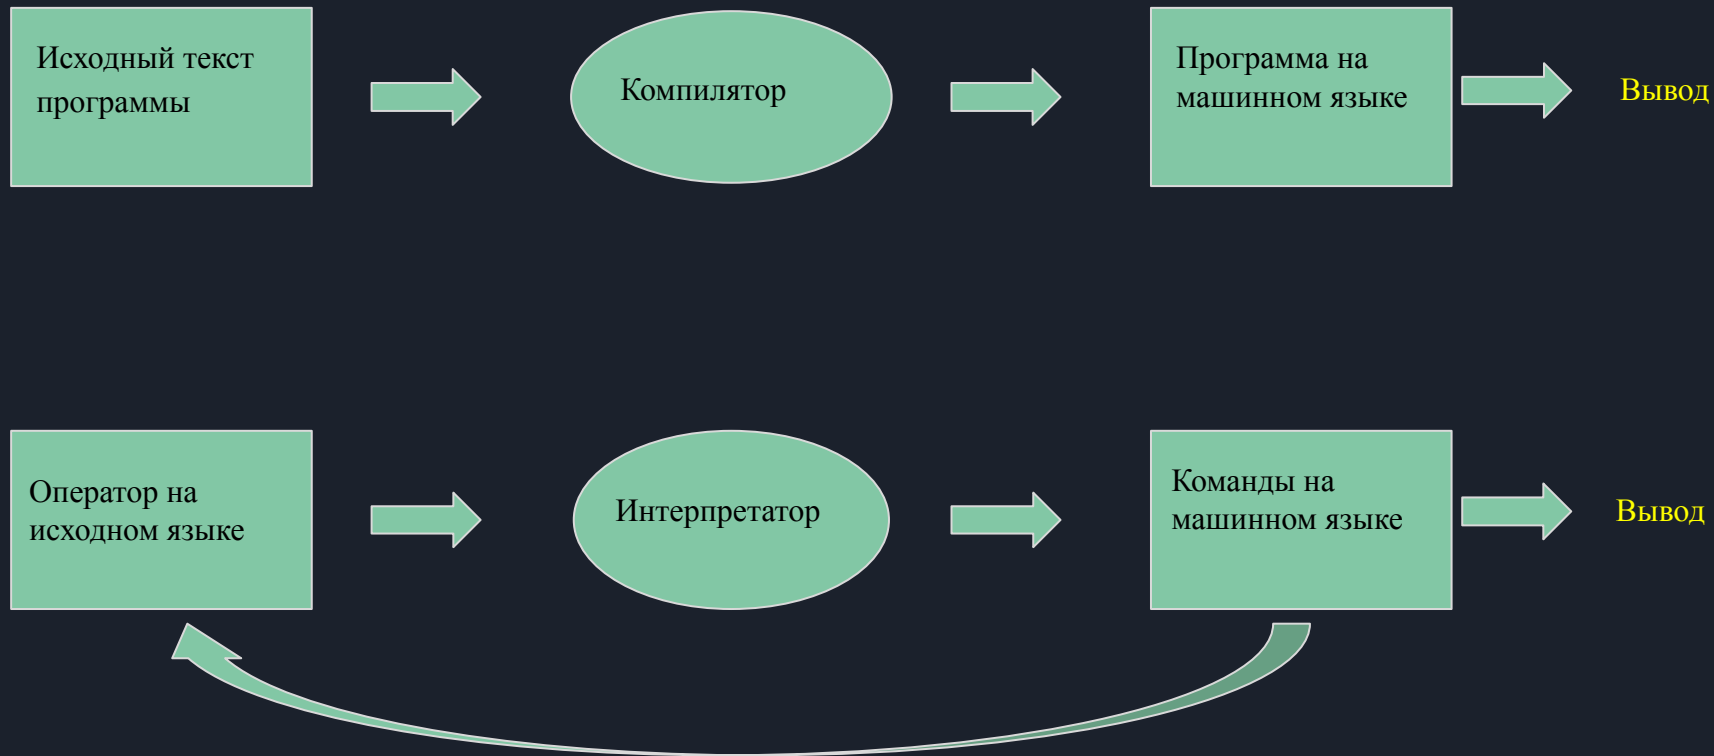 Исходный текст
программы
Компилятор
Программа на
машинном языке
Вывод
Оператор на
исходном языке
Интерпретатор
Команды на
машинном языке
Вывод